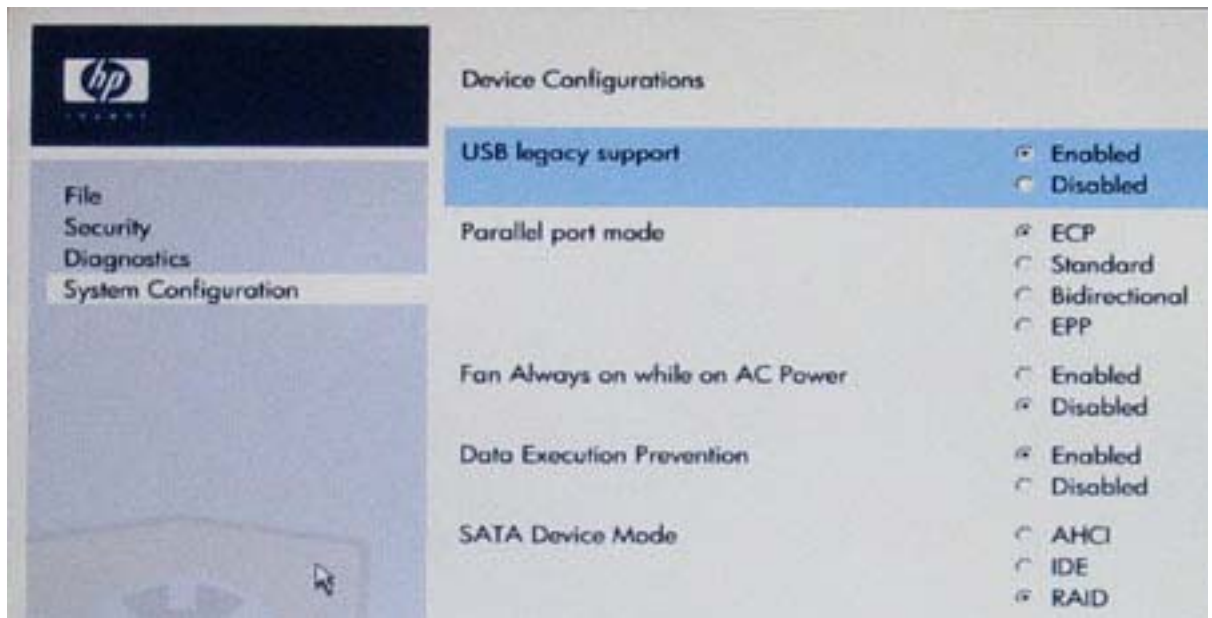 hp
File
Security
Diagnostics
System Configuration
Device Configurations
USB legacy support
Enabled
Disabled
Parallel port mode
ECP
Standard
Bidirectional
EPP
Fan Always on while on AC Power
Enabled
Disabled
Data Execution Prevention
Enabled
Disabled
SATA Device Mode
AHCI
IDE
RAID